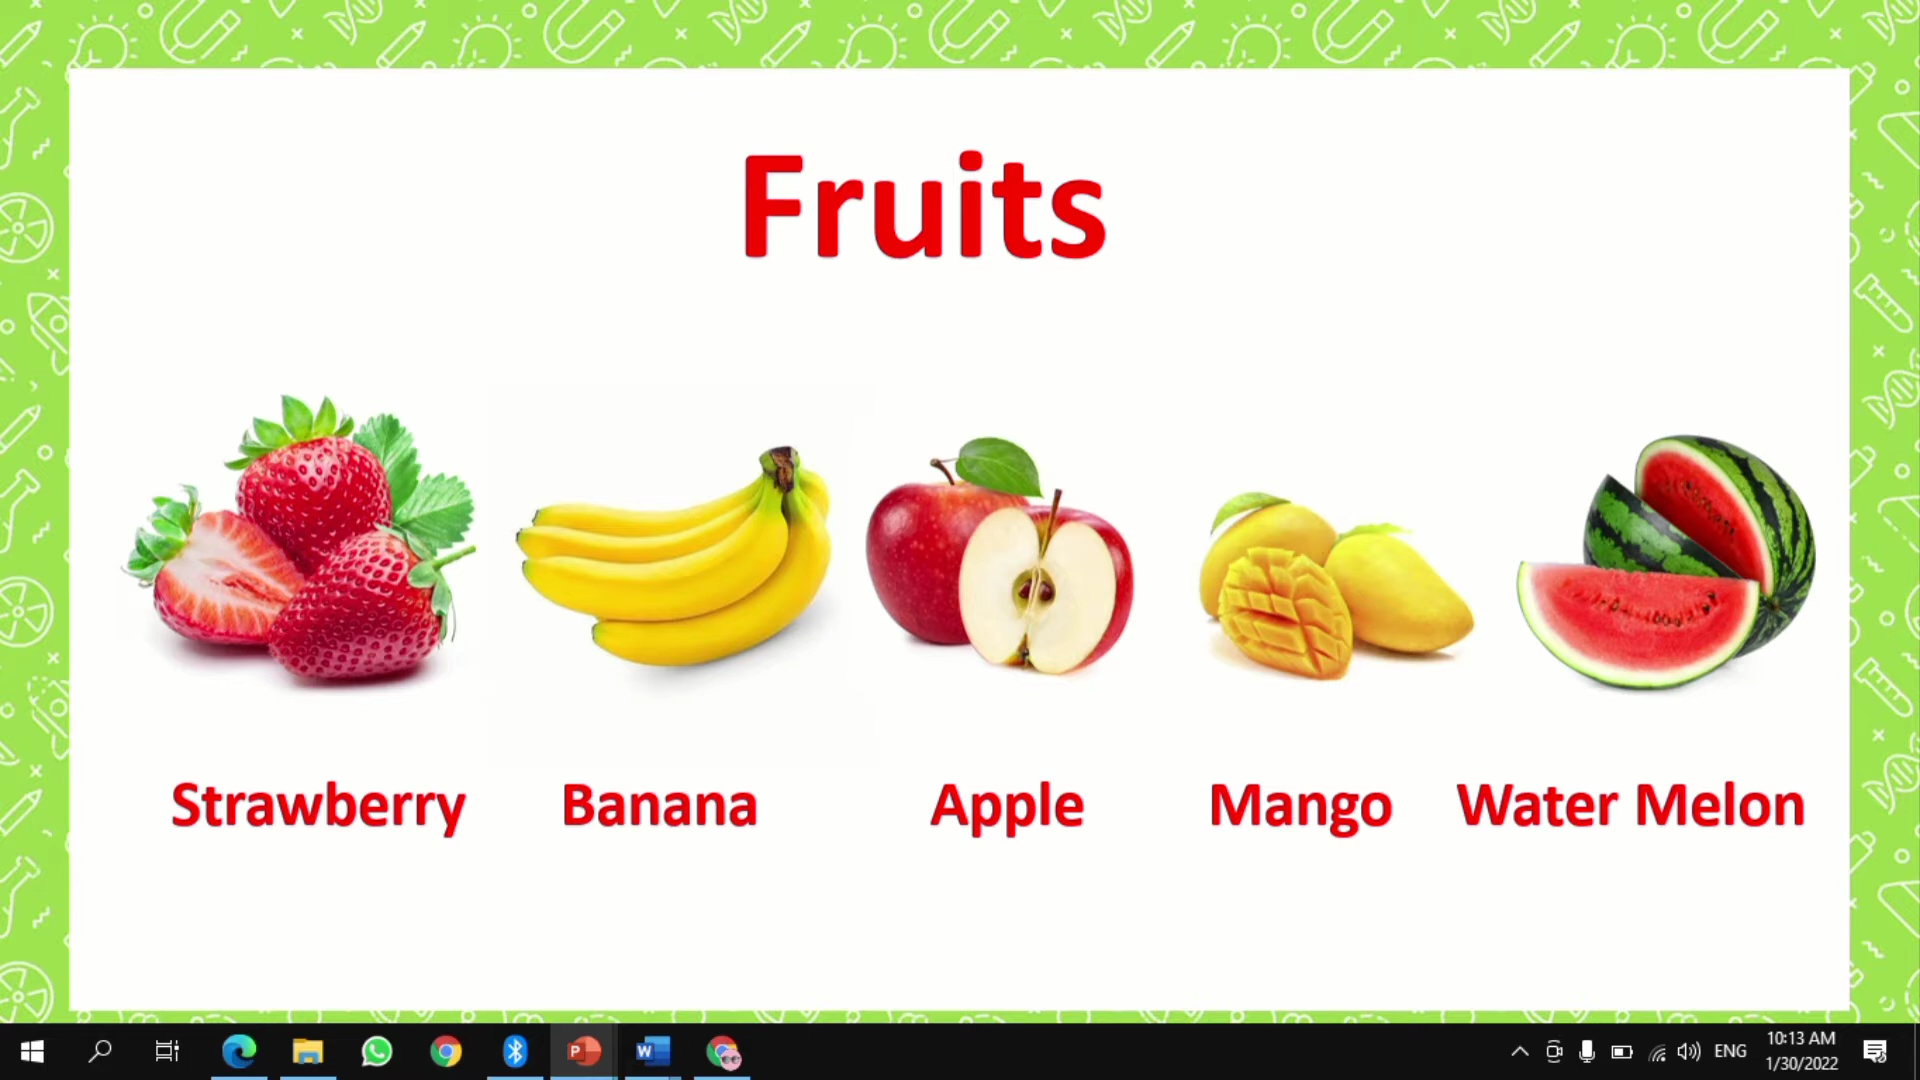 Fruits
Strawberry Banana Apple Mango Water Melon
ENG
10:13 AM
1/30/2022